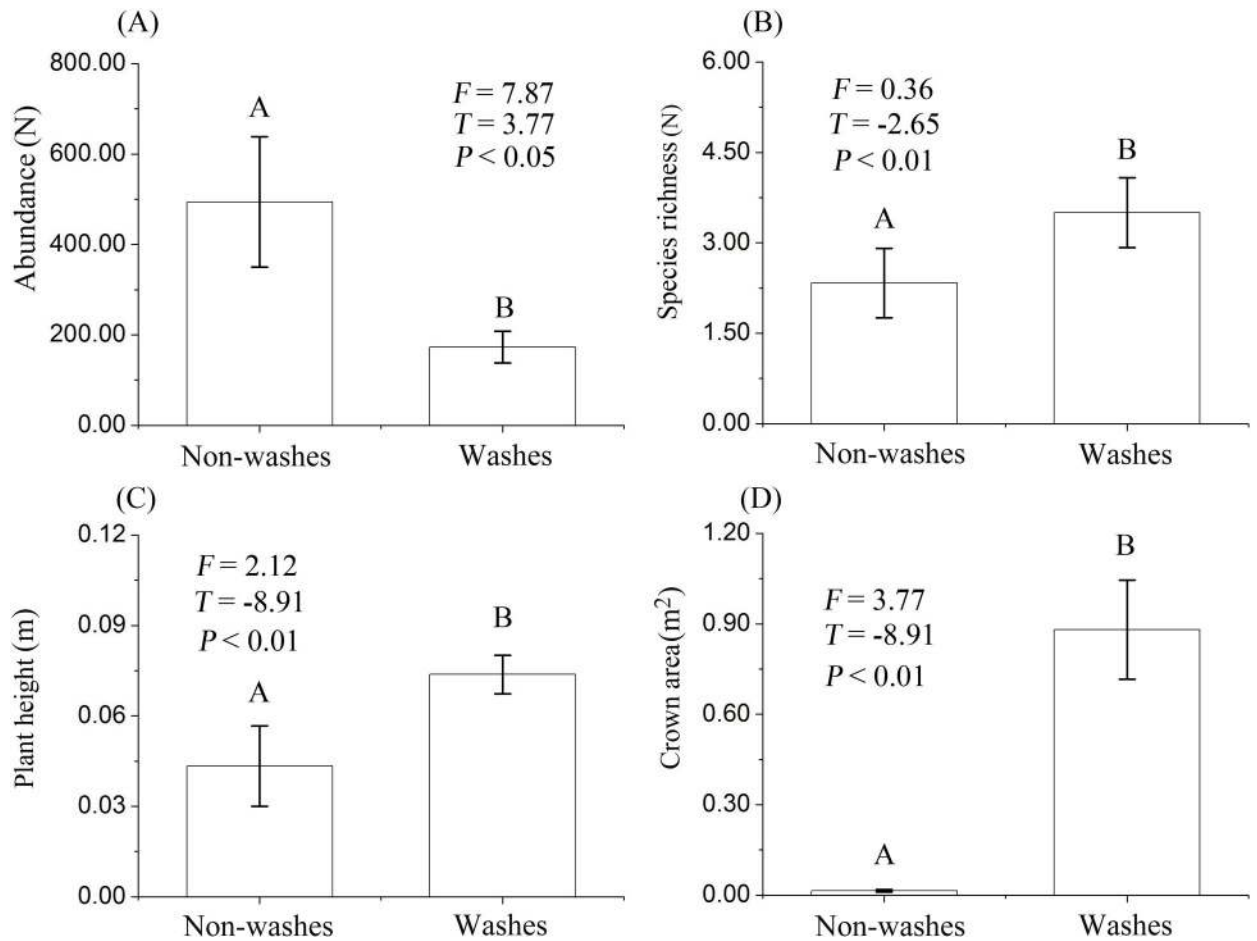 (A)
Abundance (N)
800.00
600.00
400.00
200.00
0.00
A
B
F = 7.87
T = 3.77
P < 0.05
Non-washes
Washes
(B)
Species richness (N)
6.00
4.50
3.00
1.50
0.00
F = 0.36
T = -2.65
P < 0.01
A
B
Non-washes
Washes
(C)
Plant height (m)
0.12
0.09
0.06
0.03
0.00
F = 2.12
T = -8.91
P < 0.01
A
B
Non-washes
Washes
(D)
Crown area(m²)
1.20
0.90
0.60
0.30
0.00
F = 3.77
T = -8.91
P < 0.01
A
B
Non-washes
Washes